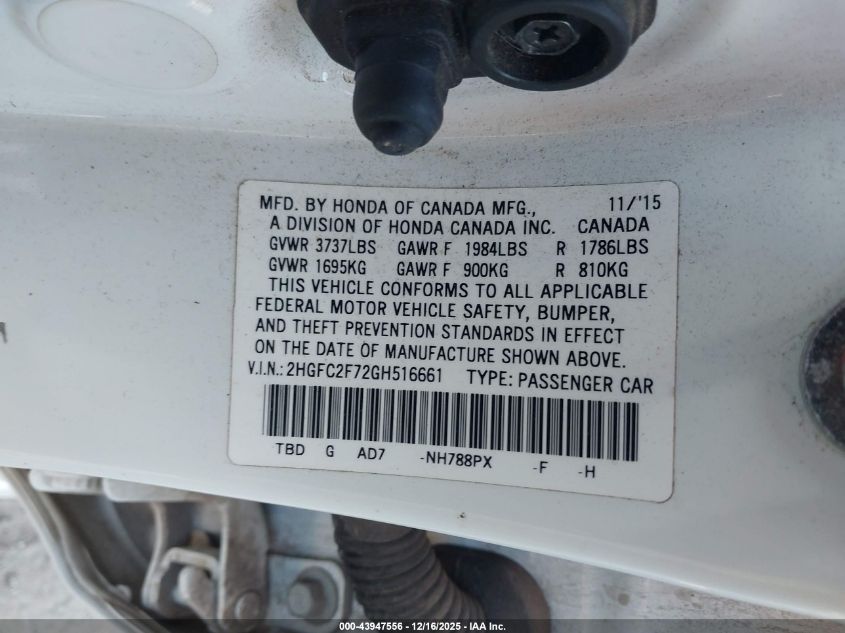 MFD. BY HONDA OF CANADA MFG., 11/'15
A DIVISION OF HONDA CANADA INC. CANADA
GVWR 3737LBS GAWR F 1984LBS R 1786LBS
GVWR 1695KG GAWR F 900KG R 810KG
THIS VEHICLE CONFORMS TO ALL APPLICABLE
FEDERAL MOTOR VEHICLE SAFETY, BUMPER,
AND THEFT PREVENTION STANDARDS IN EFFECT
ON THE DATE OF MANUFACTURE SHOWN ABOVE.
V.I.N.: 2HGFC2F72GH516661 TYPE: PASSENGER CAR
TBD G AD7 -NH788PX -F -H
000-43947556 - 12/16/2025 - IAA Inc.